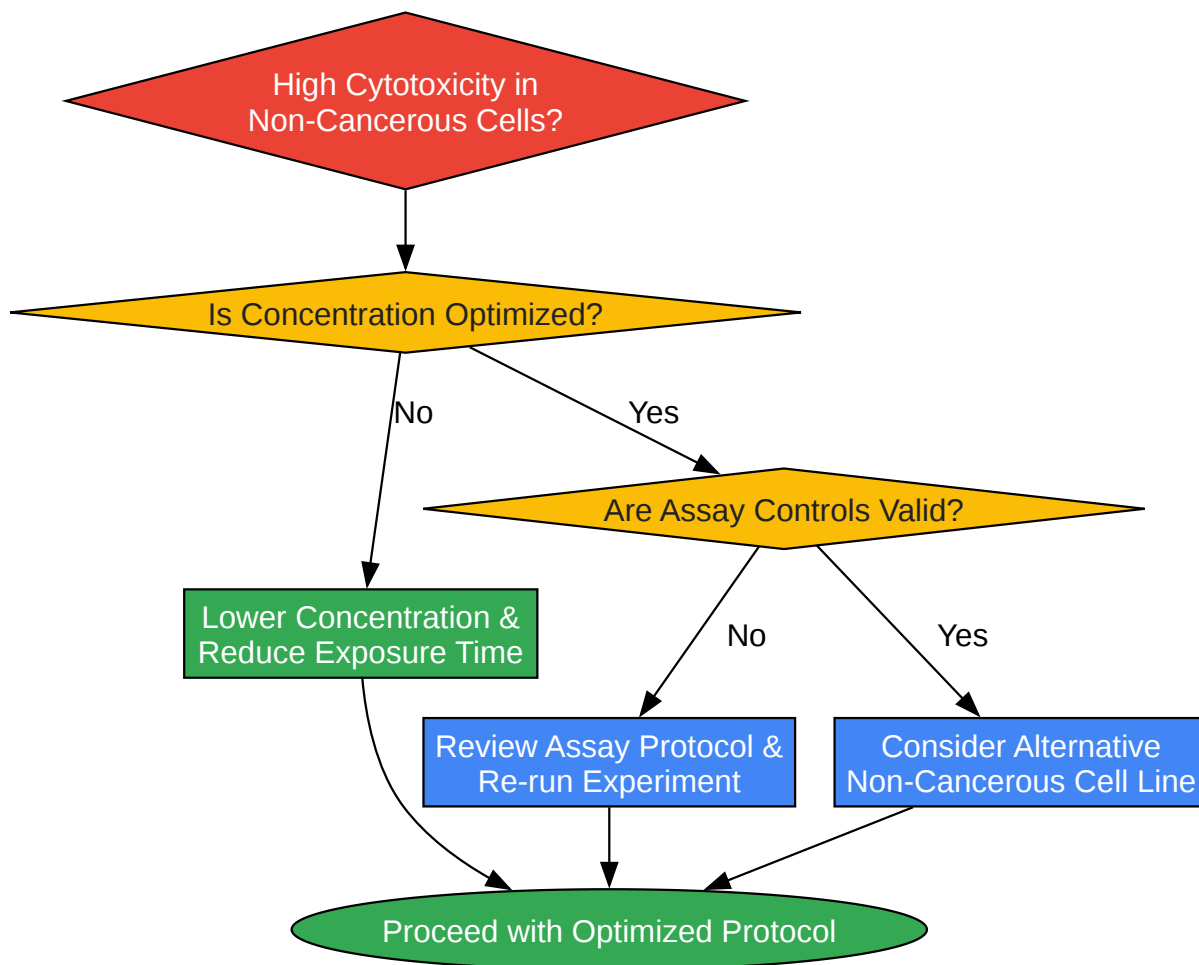 High Cytotoxicity in
Non-Cancerous Cells?
Is Concentration Optimized?
No
Yes
Are Assay Controls Valid?
Lower Concentration &
Reduce Exposure Time
No
Yes
Review Assay Protocol &
Re-run Experiment
Consider Alternative
Non-Cancerous Cell Line
Proceed with Optimized Protocol